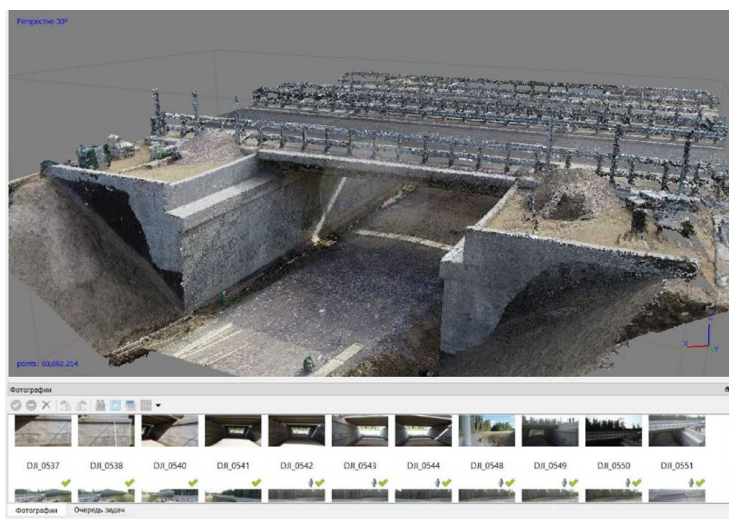 Perspective 30°
Z
X
Y
points: 60,692,214
Фотографии
DJI_0537 DJI_0538 DJI_0540 DJI_0541 DJI_0542 DJI_0543 DJI_0544 DJI_0548 DJI_0549 DJI_0550 DJI_0551
Фотографии Очередь задач